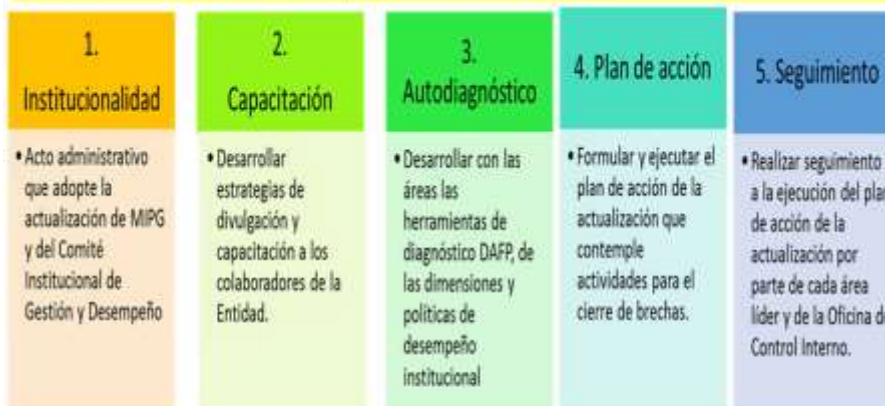 1.
Institucionalidad
• Acto administrativo
que adopte la
actualización de MIPG
y del Comité
Institucional de
Gestión y Desempeño
2.
Capacitación
• Desarrollar
estrategias de
divulgación y
capacitación a los
colaboradores de la
Entidad.
3.
Autodiagnóstico
• Desarrollar con las
áreas las
herramientas de
diagnóstico DAFP, de
las dimensiones y
políticas de
desempeño
institucional
4. Plan de acción
• Formular y ejecutar el
plan de acción de la
actualización que
contemple
actividades para el
cierre de brechas.
5. Seguimiento
• Realizar seguimiento
a la ejecución del plan
de acción de la
actualización por
parte de cada área
líder y de la Oficina de
Control Interno.